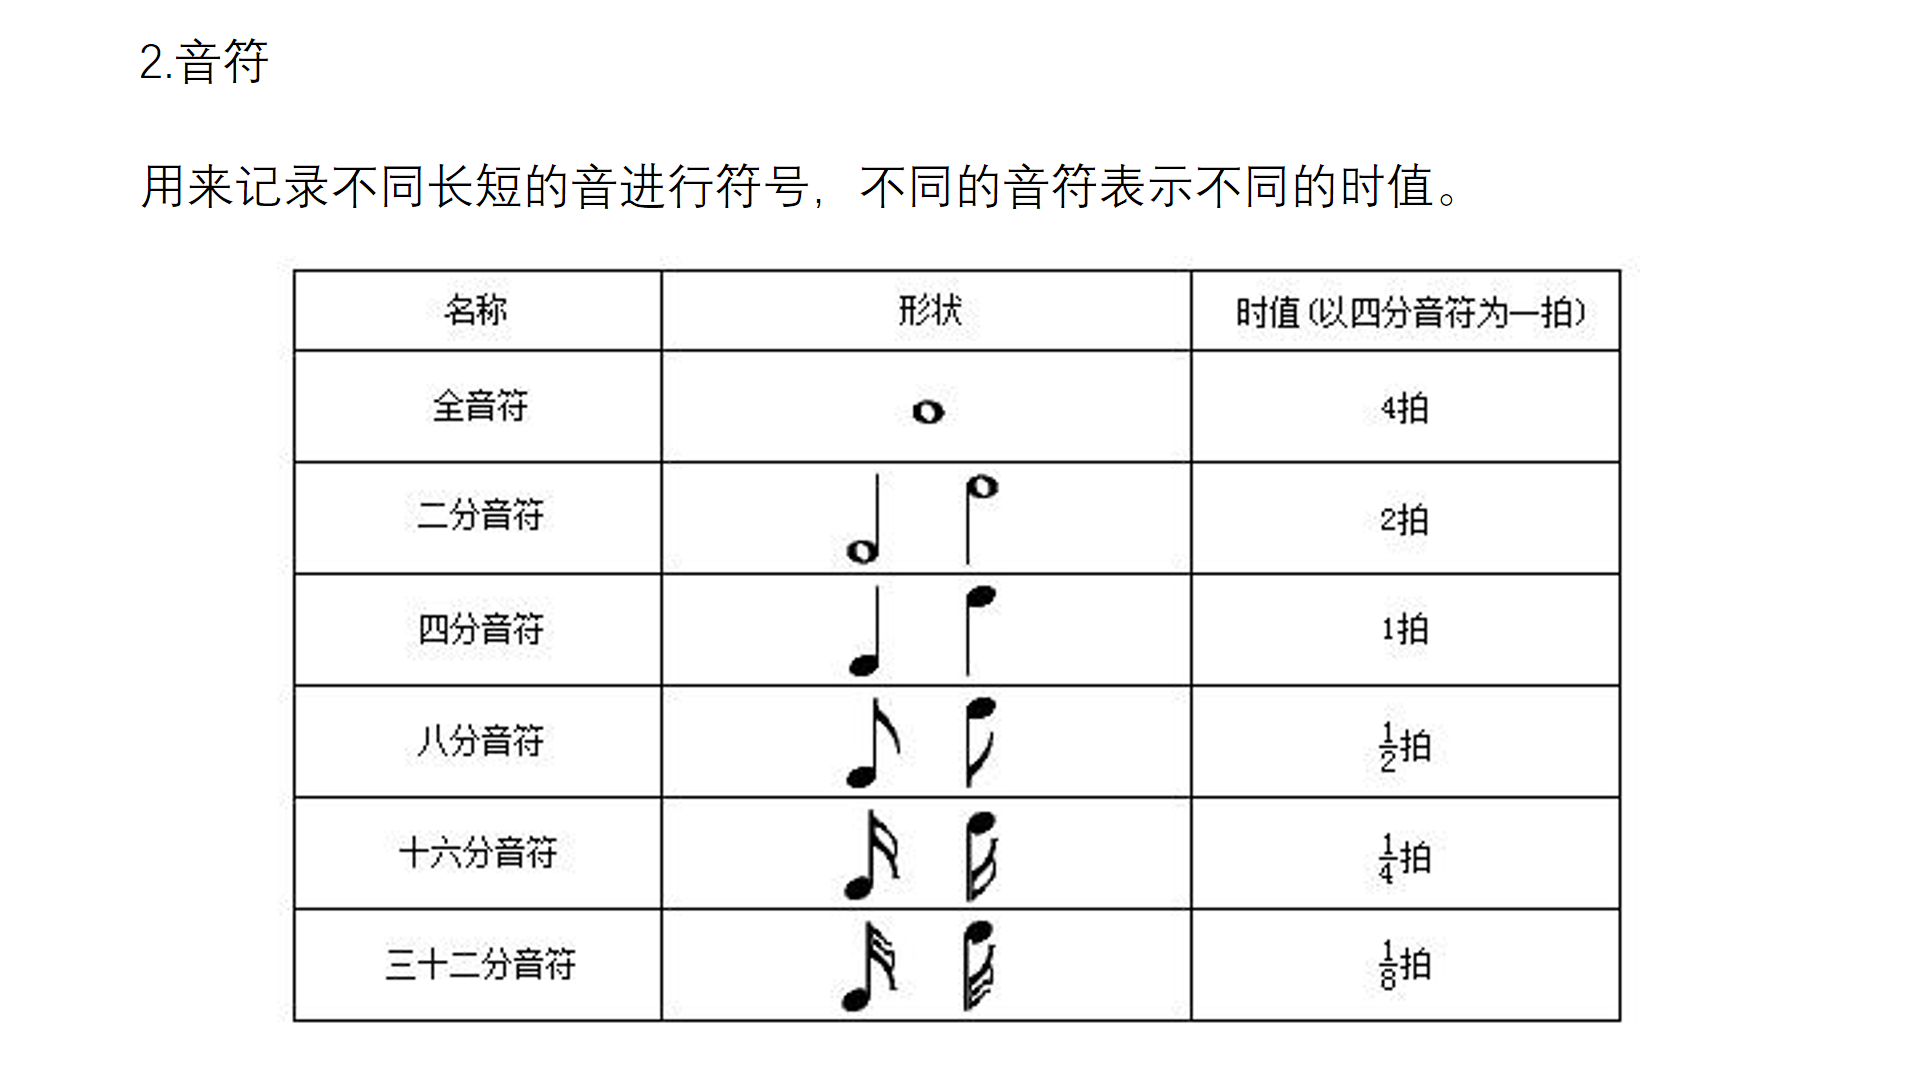 2.音符
用来记录不同长短的音进行符号，不同的音符表示不同的时值。
名称 形状 时值(以四分音符为一拍)
全音符 4拍
二分音符 2拍
四分音符 1拍
八分音符 1/2拍
十六分音符 1/4拍
三十二分音符 1/8拍